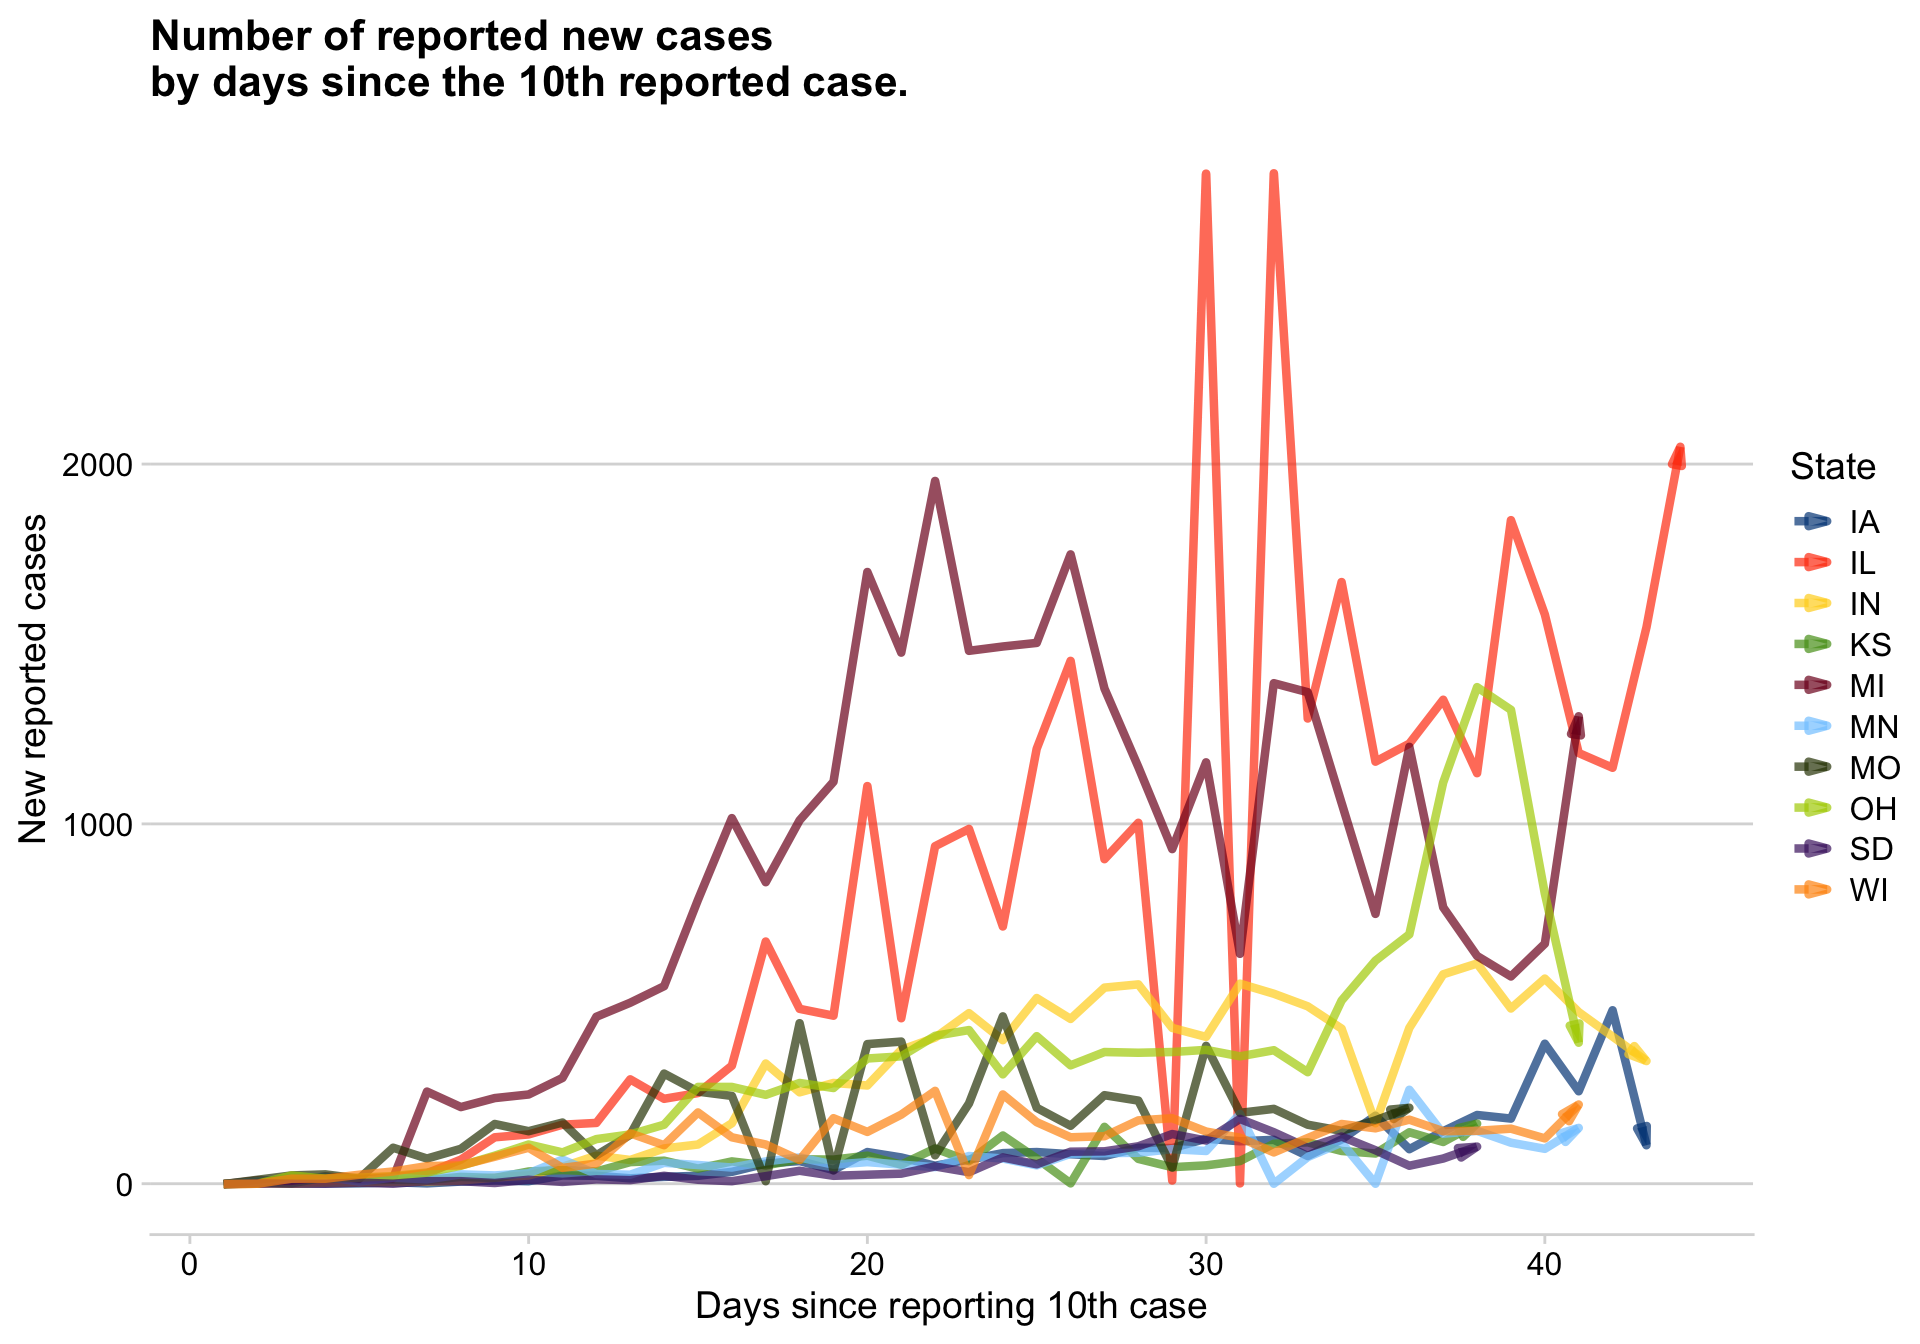 Number of reported new cases
by days since the 10th reported case.
New reported cases
2000
1000
0
0 10 20 30 40
Days since reporting 10th case
State
IA
IL
IN
KS
MI
MN
MO
OH
SD
WI